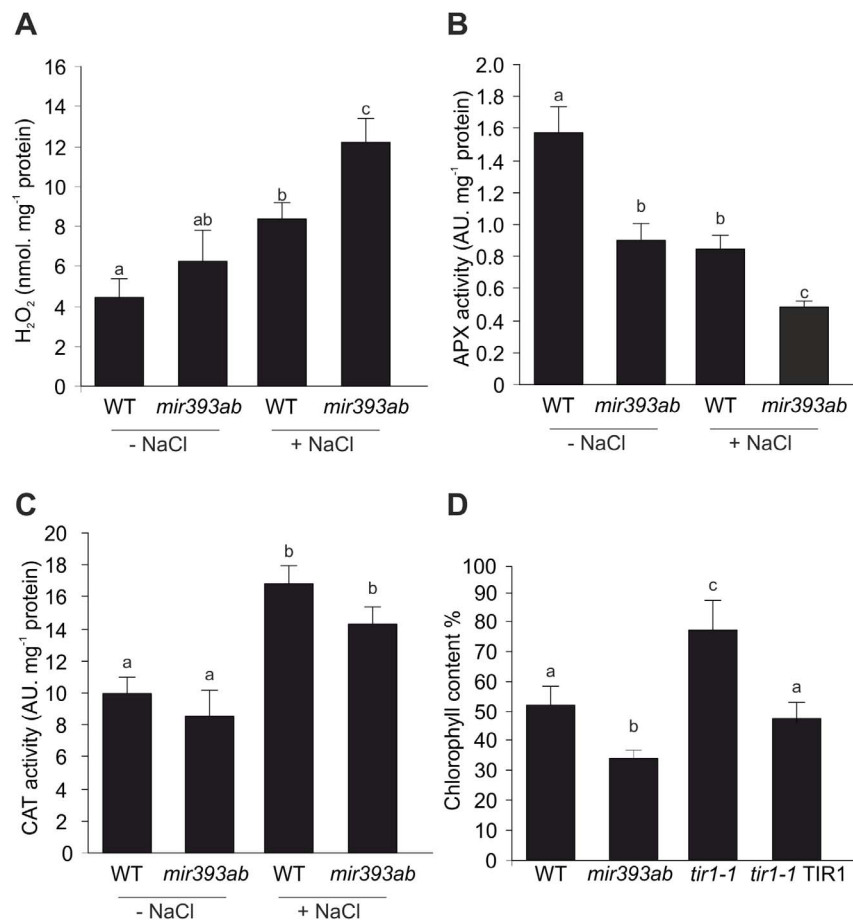 A
H₂O₂ (nmol. mg⁻¹ protein)
16
14
12
10
8
6
4
2
0
a
ab
b
c
WT
mir393ab
WT
mir393ab
- NaCl
+ NaCl
B
APX activity (AU. mg⁻¹ protein)
2.0
1.8
1.6
1.4
1.2
1.0
0.8
0.6
0.4
0.2
0
a
b
b
c
WT
mir393ab
WT
mir393ab
- NaCl
+ NaCl
C
CAT activity (AU. mg⁻¹ protein)
20
18
16
14
12
10
8
6
4
2
0
a
a
b
b
WT
mir393ab
WT
mir393ab
- NaCl
+ NaCl
D
Chlorophyll content %
100
90
80
70
60
50
40
30
20
10
0
a
b
c
a
WT
mir393ab
tir1-1
tir1-1 TIR1